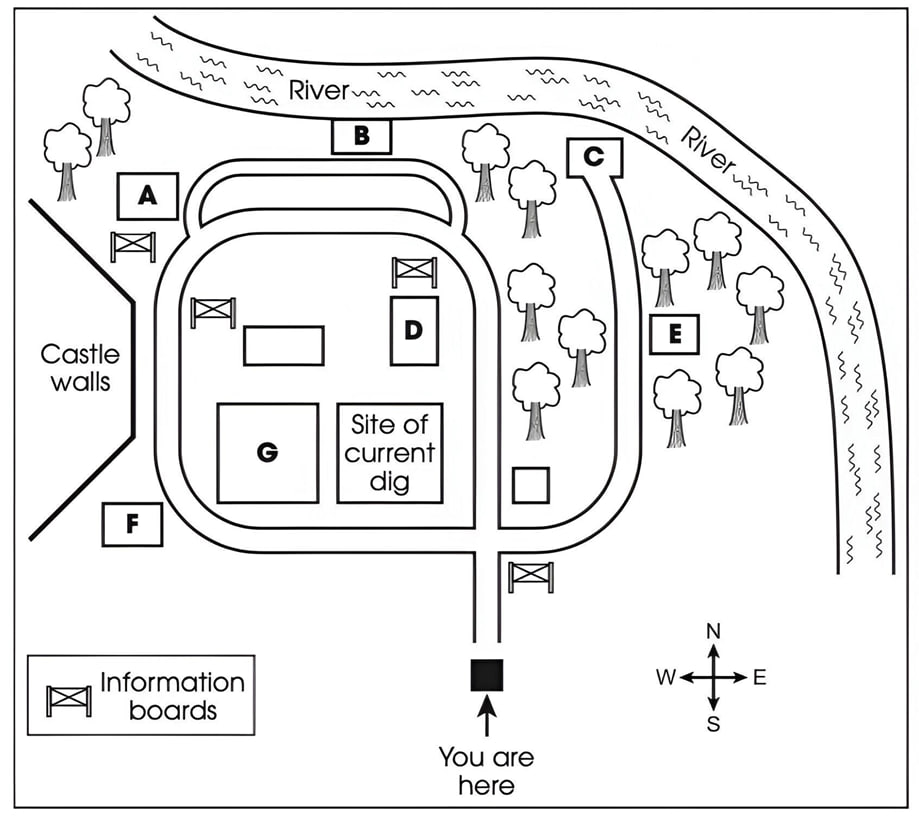 River
River
B
C
A
D
E
Castle
walls
Site of
current
dig
G
F
Information
boards
N
W
E
S
You are
here